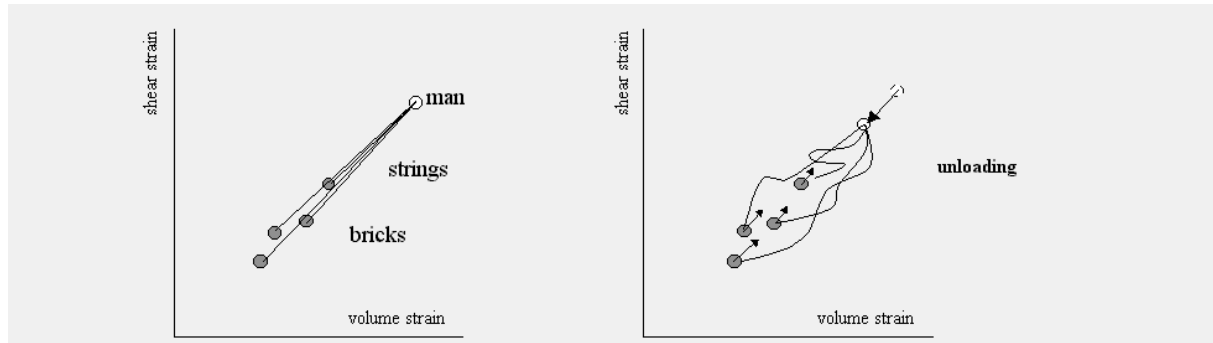 shear strain
man
strings
bricks
volume strain
shear strain
unloading
volume strain